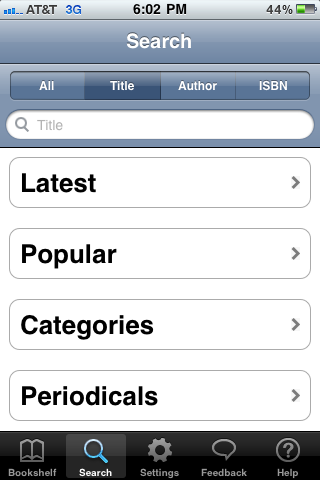 AT&T 3G 6:02 PM 44%
Search
All Title Author ISBN
Title
Latest
Popular
Categories
Periodicals
Bookshelf Search Settings Feedback Help